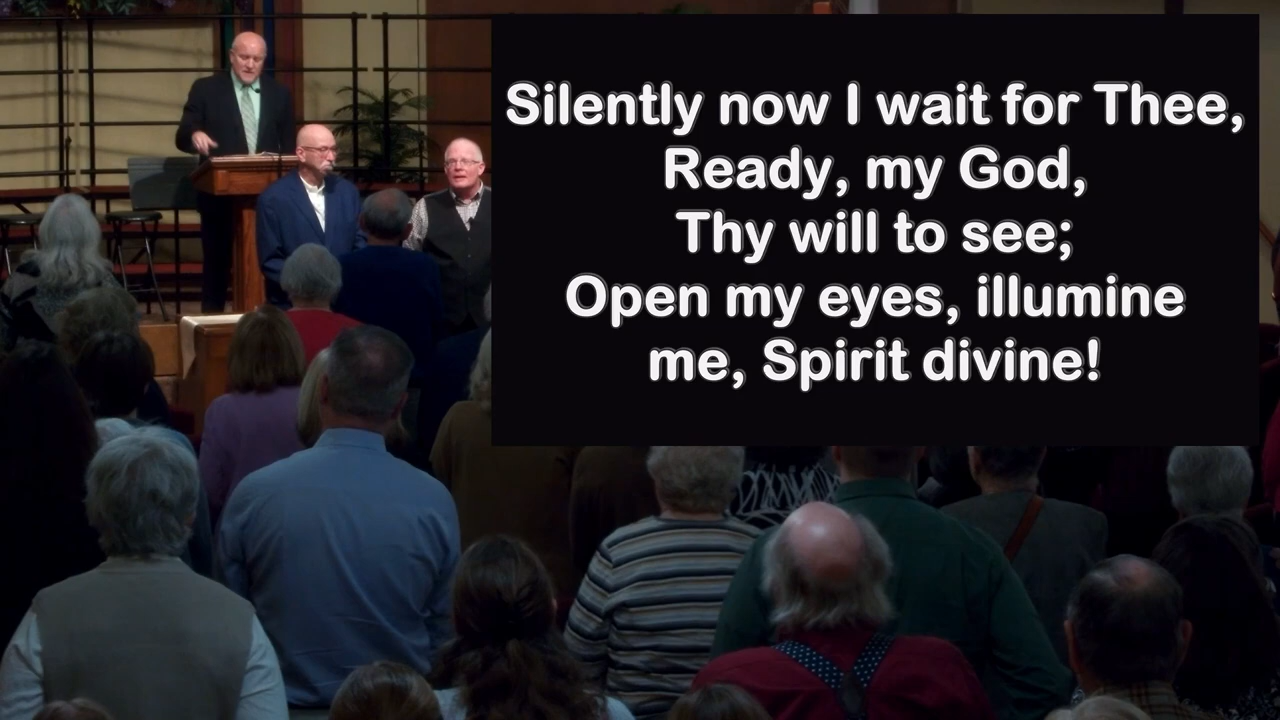 Silently now I wait for Thee,
Ready, my God,
Thy will to see;
Open my eyes, illumine
me, Spirit divine!